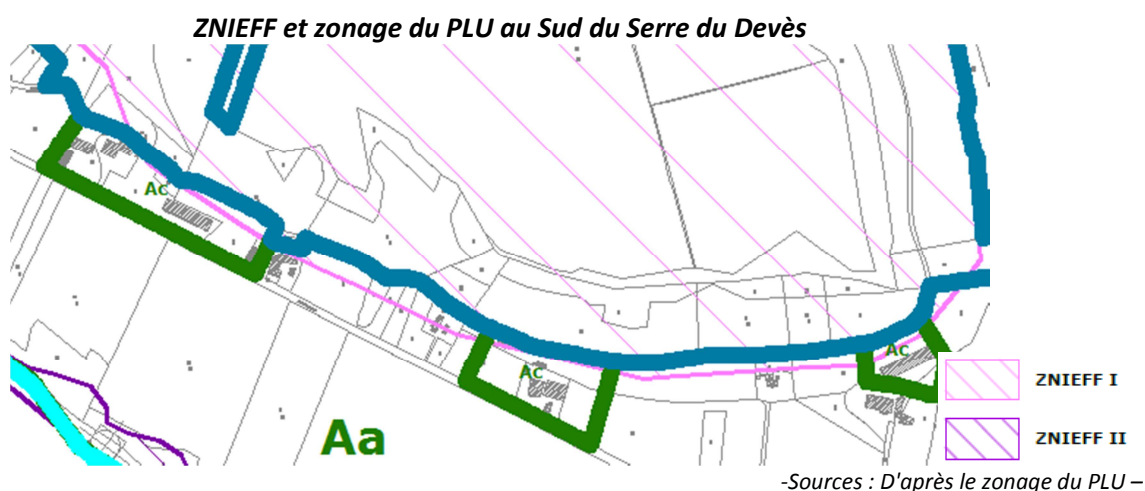 ZNIEFF et zonage du PLU au Sud du Serre du Devès
Ac
Ac
Ac
Aa
ZNIEFF I
ZNIEFF II
-Sources : D'après le zonage du PLU –